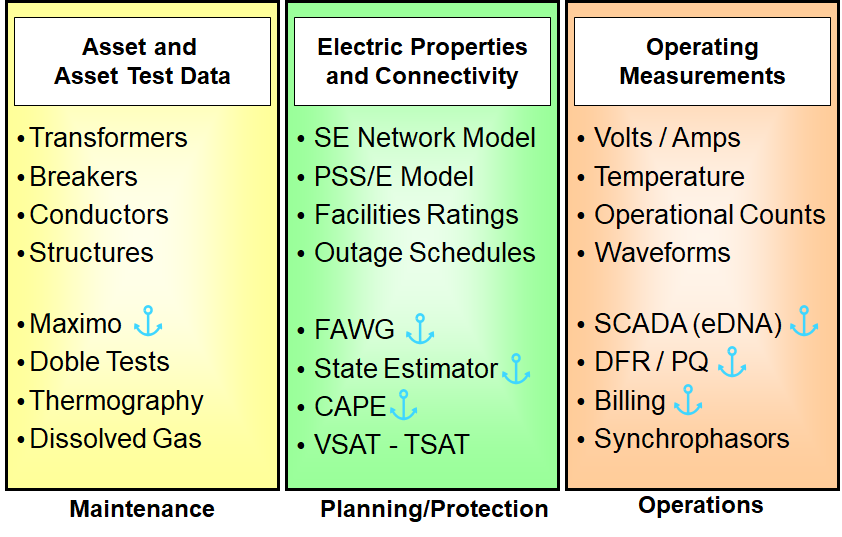 Asset and
Asset Test Data
• Transformers
• Breakers
• Conductors
• Structures
• Maximo
• Doble Tests
• Thermography
• Dissolved Gas
Maintenance
Electric Properties
and Connectivity
• SE Network Model
• PSS/E Model
• Facilities Ratings
• Outage Schedules
• FAWG
• State Estimator
• CAPE
• VSAT - TSAT
Planning/Protection
Operating
Measurements
• Volts / Amps
• Temperature
• Operational Counts
• Waveforms
• SCADA (eDNA)
• DFR / PQ
• Billing
• Synchrophasors
Operations